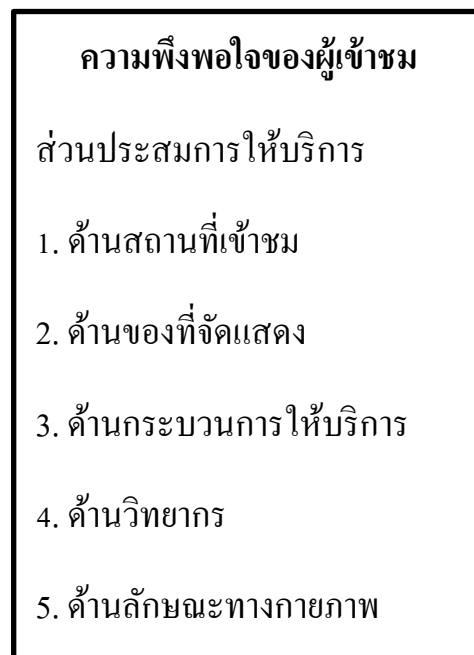 ความพึงพอใจของผู้เข้าชม
ส่วนประสมการให้บริการ
1. ด้านสถานที่เข้าชม
2. ด้านของที่จัดแสดง
3. ด้านกระบวนการให้บริการ
4. ด้านวิทยากร
5. ด้านลักษณะทางกายภาพ